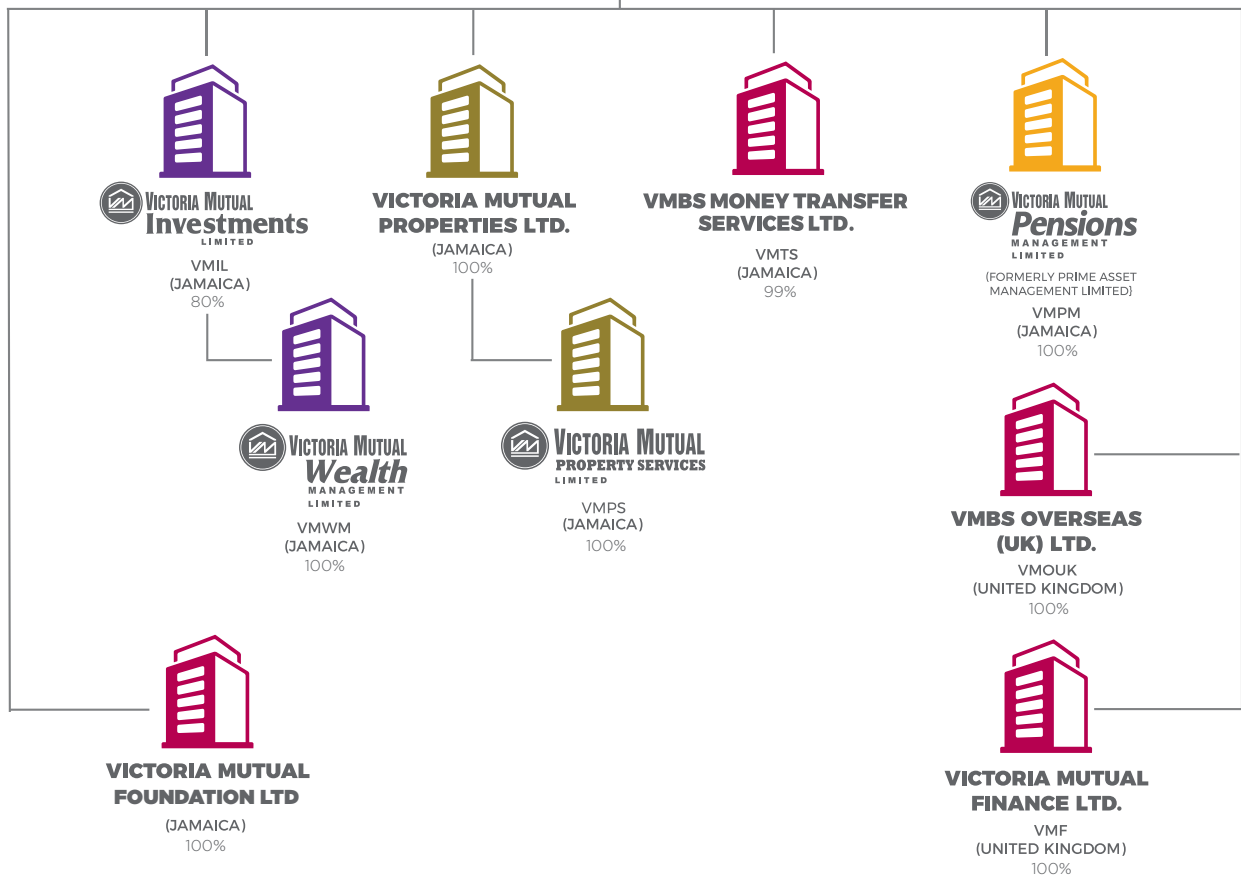 VICTORIA MUTUAL
Investments
LIMITED
VMIL
(JAMAICA)
80%
VICTORIA MUTUAL
PROPERTIES LTD.
(JAMAICA)
100%
VMBS MONEY TRANSFER
SERVICES LTD.
VMTS
(JAMAICA)
99%
VICTORIA MUTUAL
Pensions
MANAGEMENT
LIMITED
(FORMERLY PRIME ASSET
MANAGEMENT LIMITED)
VMPM
(JAMAICA)
100%
VICTORIA MUTUAL
Wealth
MANAGEMENT
LIMITED
VMWM
(JAMAICA)
100%
VICTORIA MUTUAL
PROPERTY SERVICES
LIMITED
VMPS
(JAMAICA)
100%
VMBS OVERSEAS
(UK) LTD.
VMOUK
(UNITED KINGDOM)
100%
VICTORIA MUTUAL
FOUNDATION LTD
(JAMAICA)
100%
VICTORIA MUTUAL
FINANCE LTD.
VMF
(UNITED KINGDOM)
100%